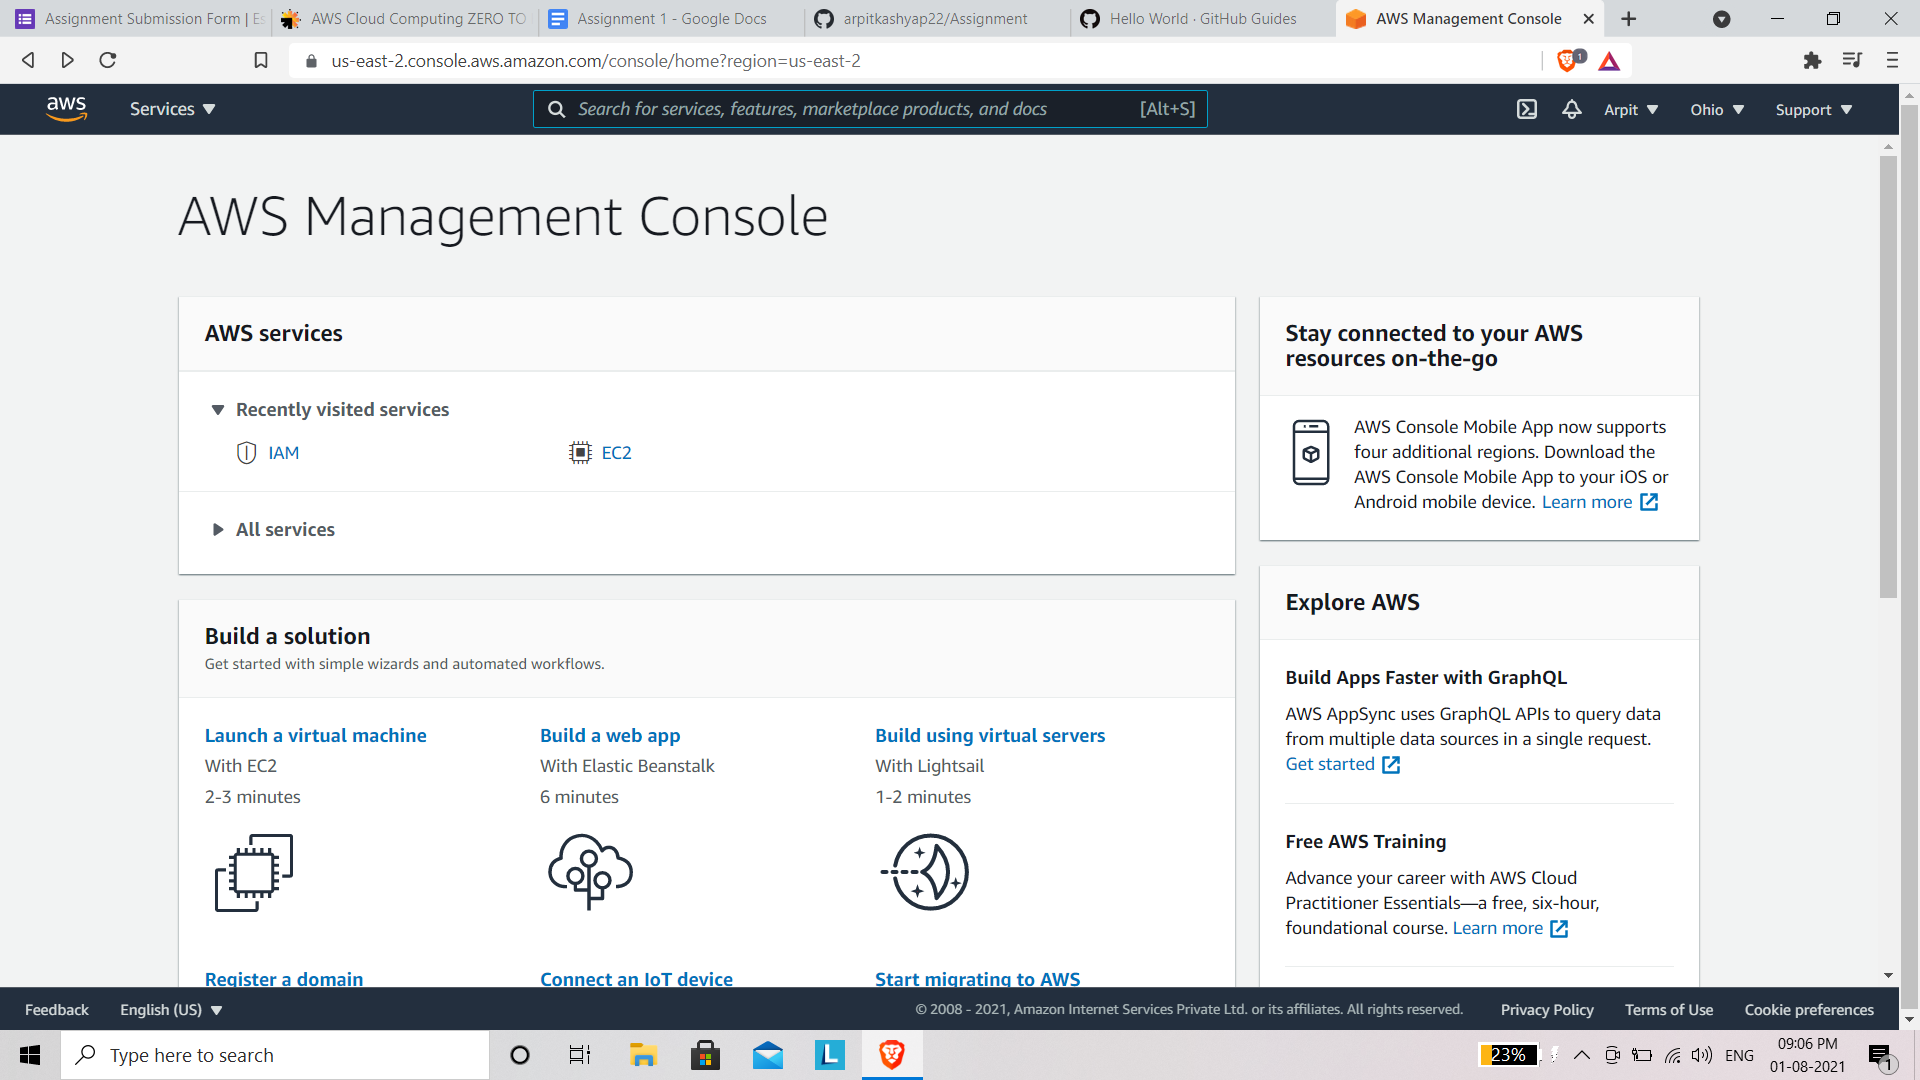 Assignment Submission Form | Es
AWS Cloud Computing ZERO TO
Assignment 1 - Google Docs
arpitkashyap22/Assignment
Hello World · GitHub Guides
AWS Management Console
us-east-2.console.aws.amazon.com/console/home?region=us-east-2
1
aws
Services
Search for services, features, marketplace products, and docs
[Alt+S]
Arpit
Ohio
Support
AWS Management Console
AWS services
Recently visited services
IAM
EC2
All services
Build a solution
Get started with simple wizards and automated workflows.
Launch a virtual machine
With EC2
2-3 minutes
Build a web app
With Elastic Beanstalk
6 minutes
Build using virtual servers
With Lightsail
1-2 minutes
Register a domain
Connect an IoT device
Start migrating to AWS
Stay connected to your AWS
resources on-the-go
AWS Console Mobile App now supports
four additional regions. Download the
AWS Console Mobile App to your iOS or
Android mobile device. Learn more
Explore AWS
Build Apps Faster with GraphQL
AWS AppSync uses GraphQL APIs to query data
from multiple data sources in a single request.
Get started
Free AWS Training
Advance your career with AWS Cloud
Practitioner Essentials—a free, six-hour,
foundational course. Learn more
Feedback
English (US)
© 2008 - 2021, Amazon Internet Services Private Ltd. or its affiliates. All rights reserved.
Privacy Policy
Terms of Use
Cookie preferences
Type here to search
L
23%
ENG
09:06 PM
01-08-2021
1